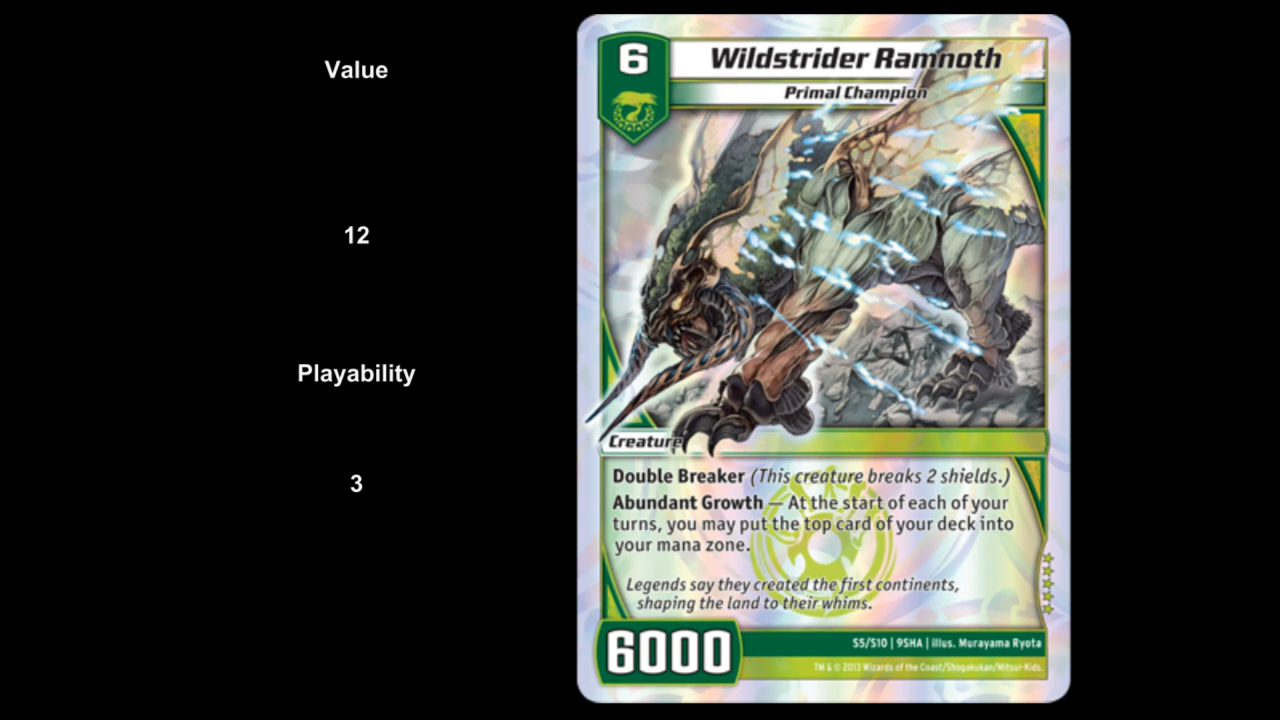 Value
12
Playability
3
6
Wildstrider Ramnoth
Primal Champion
Creature
Double Breaker (This creature breaks 2 shields.)
Abundant Growth — At the start of each of your
turns, you may put the top card of your deck into
your mana zone.
Legends say they created the first continents,
shaping the land to their whims.
6000
S5/S10 | 9SHA | illus. Murayama Ryota
TM & © 2013 Wizards of the Coast/Shogakukan/Mitsui-Kids.